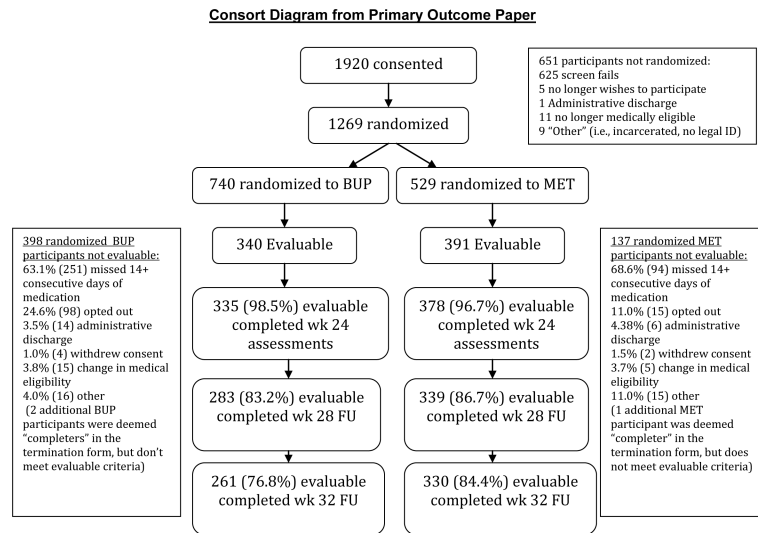 Consort Diagram from Primary Outcome Paper
1920 consented
651 participants not randomized:
625 screen fails
5 no longer wishes to participate
1 Administrative discharge
11 no longer medically eligible
9 “Other” (i.e., incarcerated, no legal ID)
1269 randomized
740 randomized to BUP
529 randomized to MET
398 randomized BUP
participants not evaluable:
63.1% (251) missed 14+
consecutive days of
medication
24.6% (98) opted out
3.5% (14) administrative
discharge
1.0% (4) withdrew consent
3.8% (15) change in medical
eligibility
4.0% (16) other
(2 additional BUP
participants were deemed
“completers” in the
termination form, but don’t
meet evaluable criteria)
340 Evaluable
391 Evaluable
137 randomized MET
participants not evaluable:
68.6% (94) missed 14+
consecutive days of
medication
11.0% (15) opted out
4.38% (6) administrative
discharge
1.5% (2) withdrew consent
3.7% (5) change in medical
eligibility
11.0% (15) other
(1 additional MET
participant was deemed
“completer” in the
termination form, but does
not meet evaluable criteria)
335 (98.5%) evaluable
completed wk 24
assessments
378 (96.7%) evaluable
completed wk 24
assessments
283 (83.2%) evaluable
completed wk 28 FU
339 (86.7%) evaluable
completed wk 28 FU
261 (76.8%) evaluable
completed wk 32 FU
330 (84.4%) evaluable
completed wk 32 FU